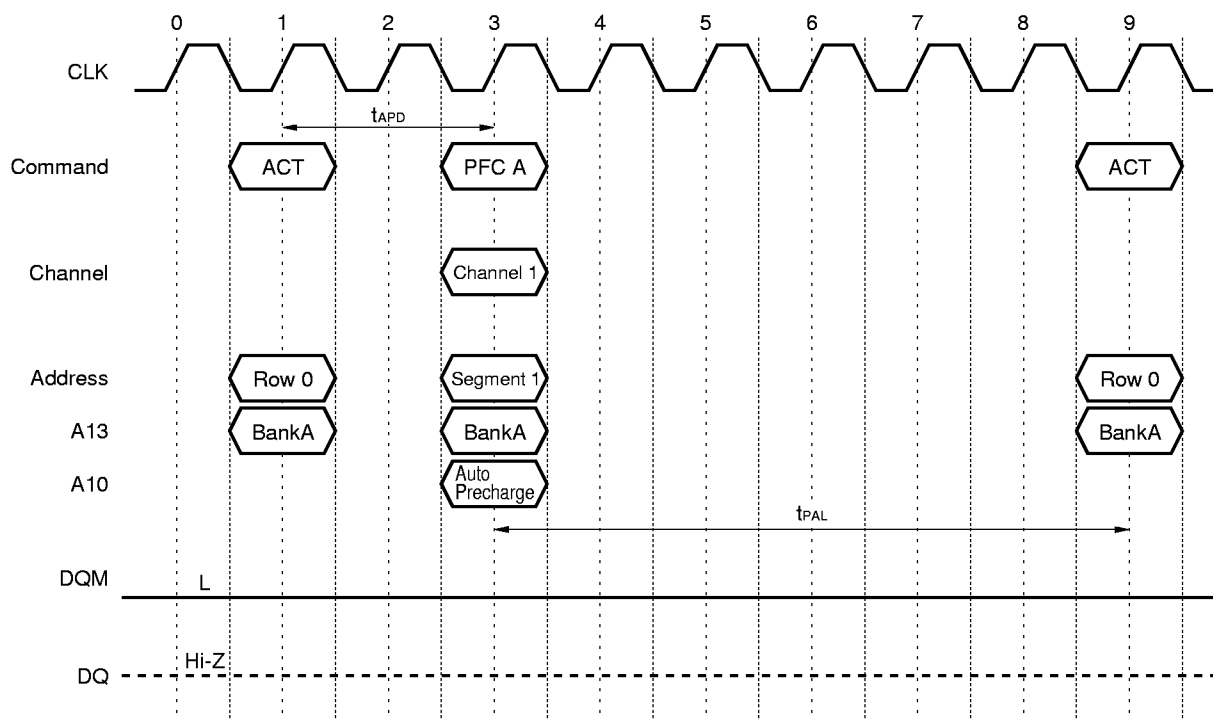 0 1 2 3 4 5 6 7 8 9
CLK
tAPD
Command ACT PFC A ACT
Channel Channel 1
Address Row 0 Segment 1 Row 0
A13 BankA BankA BankA
A10 Auto Precharge
tPAL
DQM L
DQ Hi-Z